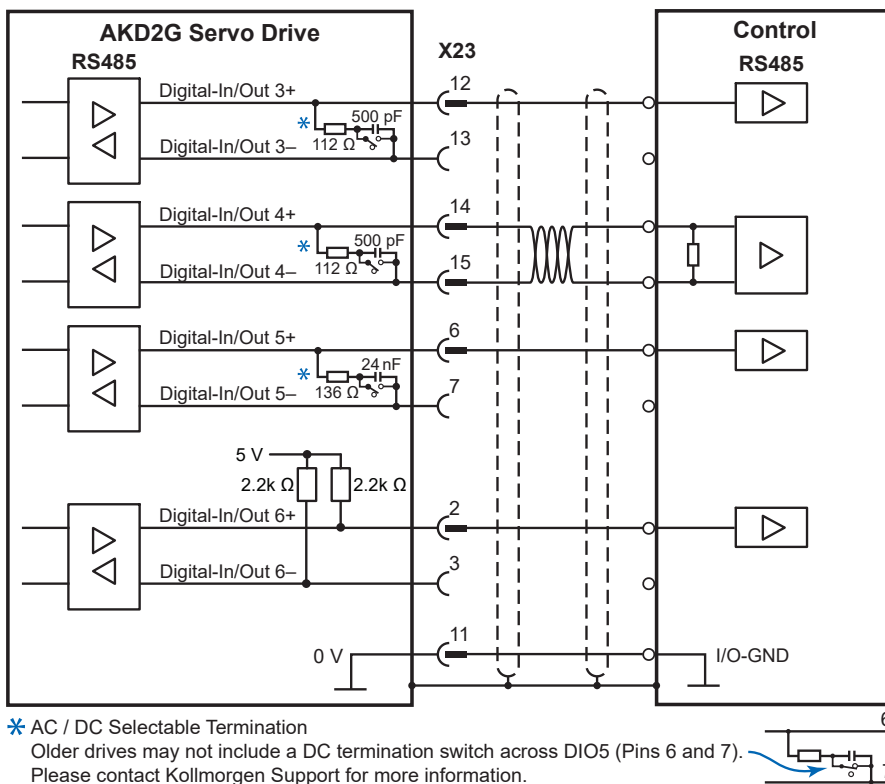 AKD2G Servo Drive
RS485
X23
Control
RS485
Digital-In/Out 3+
12
500 pF
*
112 Ω
13
Digital-In/Out 3–
Digital-In/Out 4+
14
500 pF
*
112 Ω
15
Digital-In/Out 4–
Digital-In/Out 5+
6
24 nF
*
136 Ω
7
Digital-In/Out 5–
5 V
2.2k Ω
2.2k Ω
Digital-In/Out 6+
2
Digital-In/Out 6–
3
0 V
11
I/O-GND
* AC / DC Selectable Termination
Older drives may not include a DC termination switch across DIO5 (Pins 6 and 7).
Please contact Kollmorgen Support for more information.
6